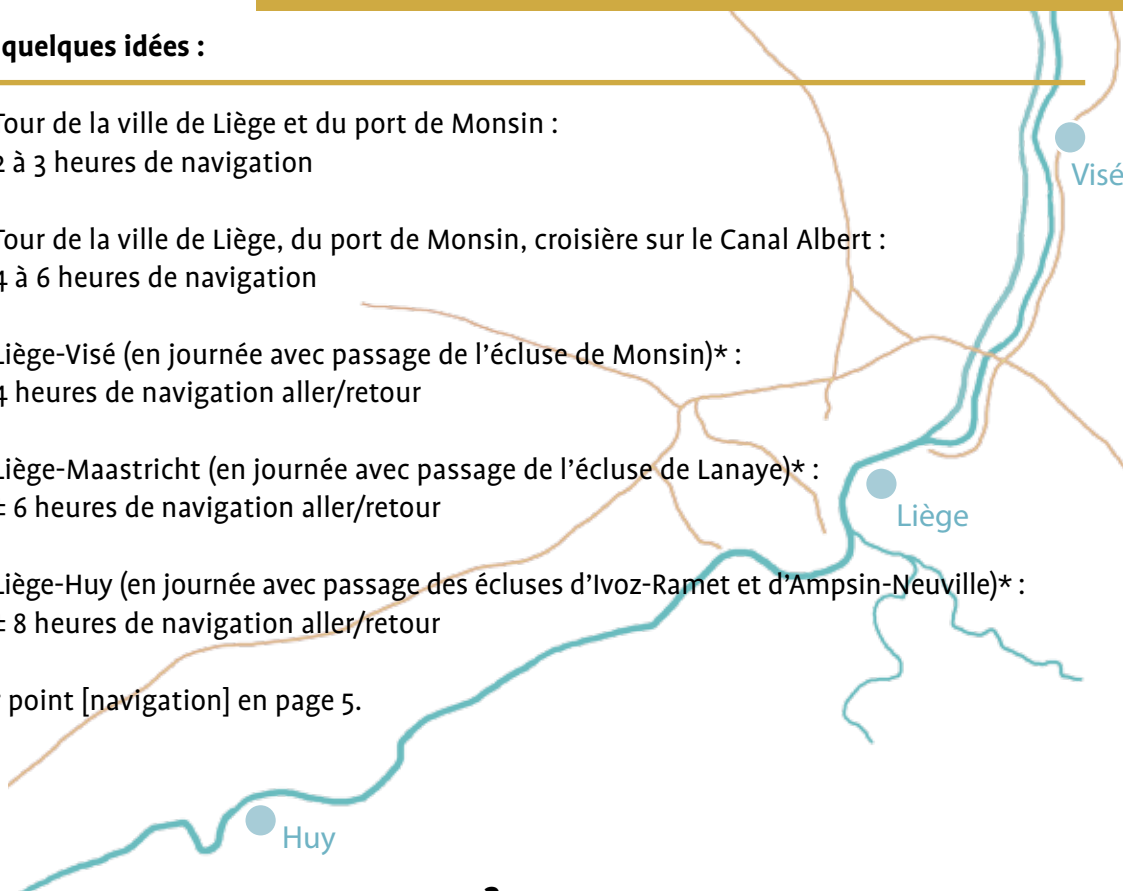 quelques idées :
Tour de la ville de Liège et du port de Monsin :
2 à 3 heures de navigation
Tour de la ville de Liège, du port de Monsin, croisière sur le Canal Albert :
4 à 6 heures de navigation
Liège-Visé (en journée avec passage de l'écluse de Monsin)* :
4 heures de navigation aller/retour
Liège-Maastricht (en journée avec passage de l'écluse de Lanaye)* :
6 heures de navigation aller/retour
Liège-Huy (en journée avec passage des écluses d'Ivoz-Ramet et d'Ampsin-Neuville)* :
8 heures de navigation aller/retour
point [navigation] en page 5.
Visé
Liège
Huy